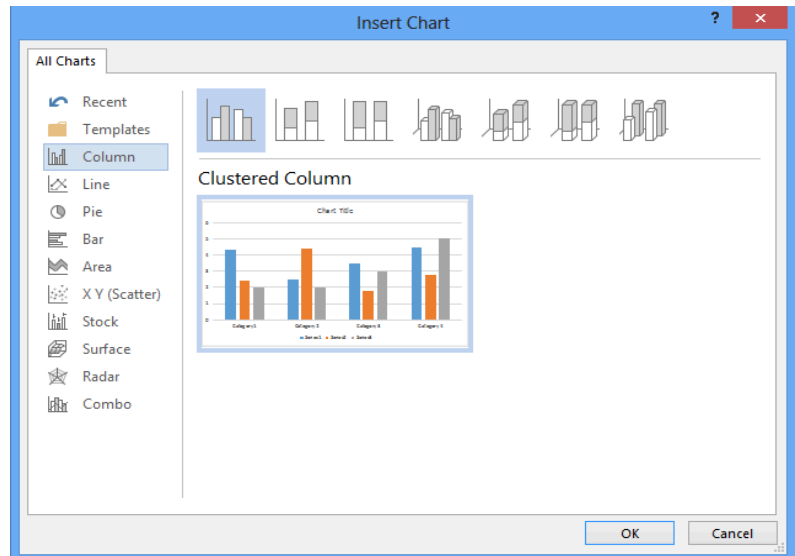 Insert Chart
?
All Charts
Recent
Templates
Column
Line
Pie
Bar
Area
X Y (Scatter)
Stock
Surface
Radar
Combo
Clustered Column
Chart Title
OK
Cancel